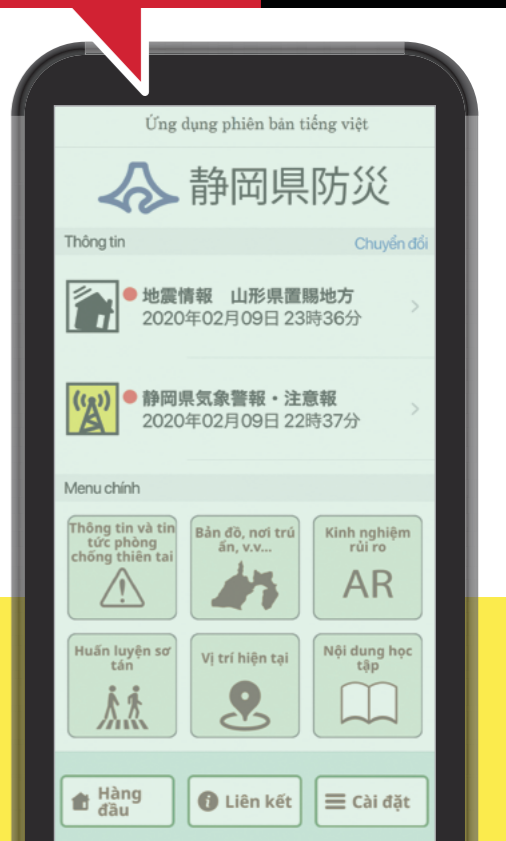 Ứng dụng phiên bản tiếng việt
静岡県防災
Thông tin
Chuyển đổi
地震情報　山形県置賜地方
2020年02月09日 23時36分
静岡県気象警報・注意報
2020年02月09日 22時37分
Menu chính
Thông tin và tin
tức phòng
chống thiên tai
Bản đồ, nơi trú
ẩn, v.v...
Kinh nghiệm
rủi ro
AR
Huấn luyện sơ
tán
Vị trí hiện tại
Nội dung học
tập
Hàng
đầu
Liên kết
Cài đặt